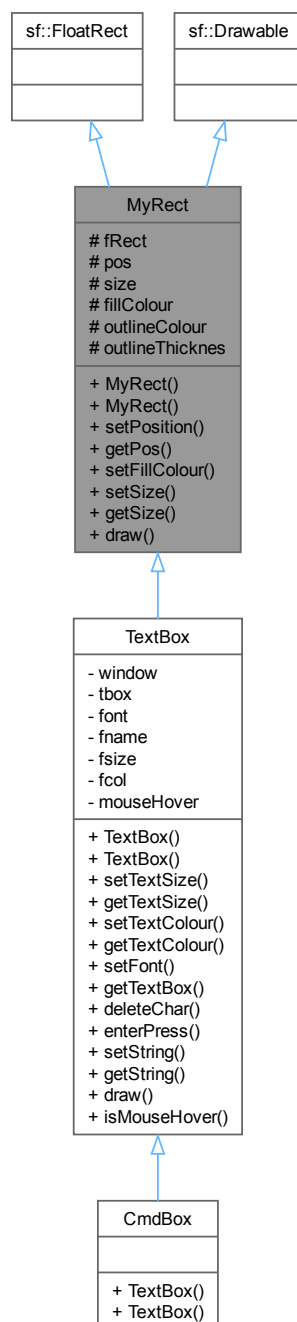 sf::FloatRect
sf::Drawable
MyRect
# fRect
# pos
# size
# fillColour
# outlineColour
# outlineThicknes
+ MyRect()
+ MyRect()
+ setPosition()
+ getPos()
+ setFillColour()
+ setSize()
+ getSize()
+ draw()
TextBox
- window
- tbox
- font
- fname
- fsize
- fcol
- mouseHover
+ TextBox()
+ TextBox()
+ setTextSize()
+ getTextSize()
+ setTextColour()
+ getTextColour()
+ setFont()
+ getTextBox()
+ deleteChar()
+ enterPress()
+ setString()
+ getString()
+ draw()
+ isMouseHover()
CmdBox
+ TextBox()
+ TextBox()